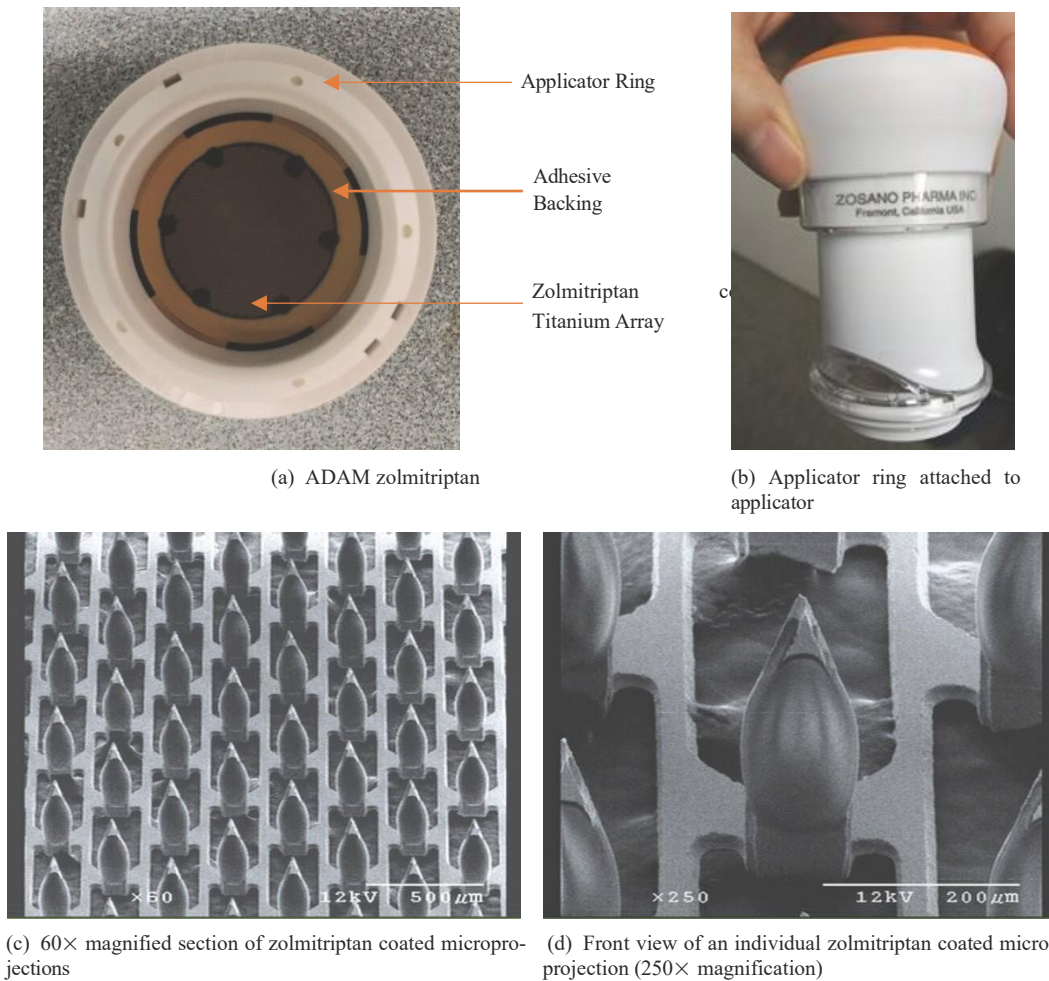 Applicator Ring
Adhesive
Backing
Zolmitriptan
Titanium Array
ZOSANO PHARMA INC
Fremont, California USA
(a) ADAM zolmitriptan
(b) Applicator ring attached to
applicator
×60 12kV 500μm
×250 12kV 200μm
(c) 60× magnified section of zolmitriptan coated micropro-
jections
(d) Front view of an individual zolmitriptan coated micro
projection (250× magnification)